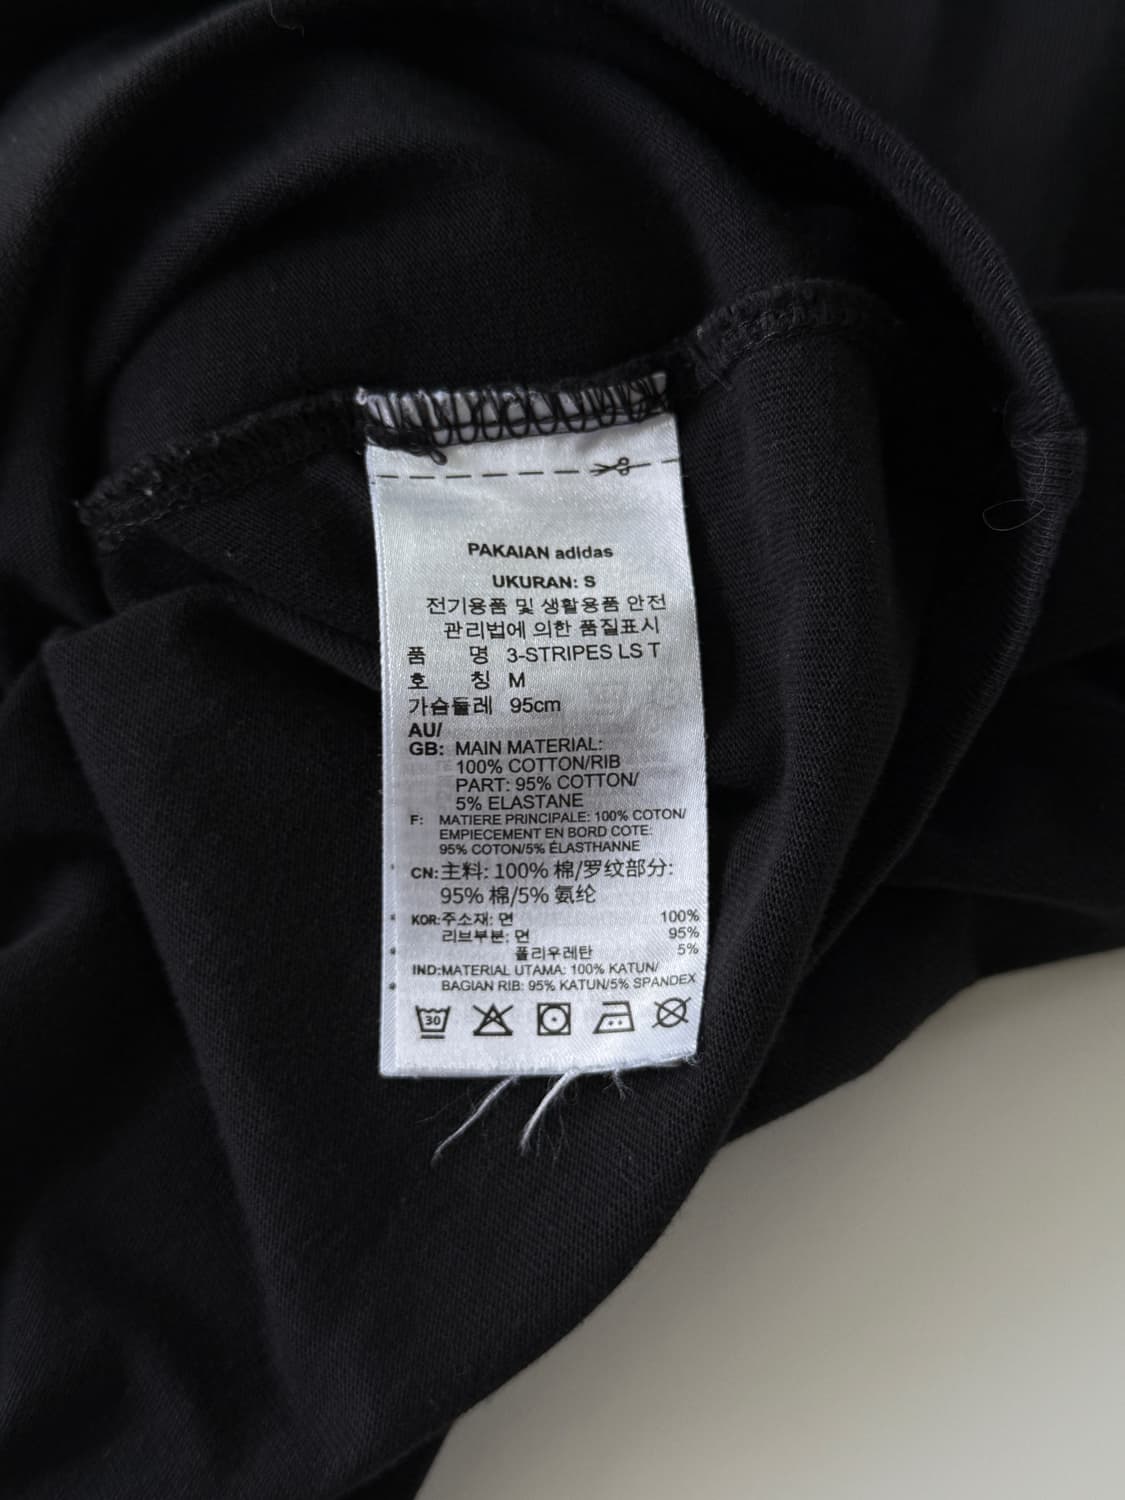 PAKAIAN adidas
UKURAN: S
전기용품 및 생활용품 안전
관리법에 의한 품질표시
품 명 3-STRIPES LS T
호 칭 M
가슴둘레 95cm
AU/
GB: MAIN MATERIAL:
100% COTTON/RIB
PART: 95% COTTON/
5% ELASTANE
F: MATIERE PRINCIPALE: 100% COTON/
EMPIECEMENT EN BORD COTE:
95% COTON/5% ÉLASTHANNE
CN: 主料: 100% 棉/罗纹部分:
95% 棉/5% 氨纶
KOR: 주소재: 면 100%
리브부분: 면 95%
폴리우레탄 5%
IND: MATERIAL UTAMA: 100% KATUN/
BAGIAN RIB: 95% KATUN/5% SPANDEX
30